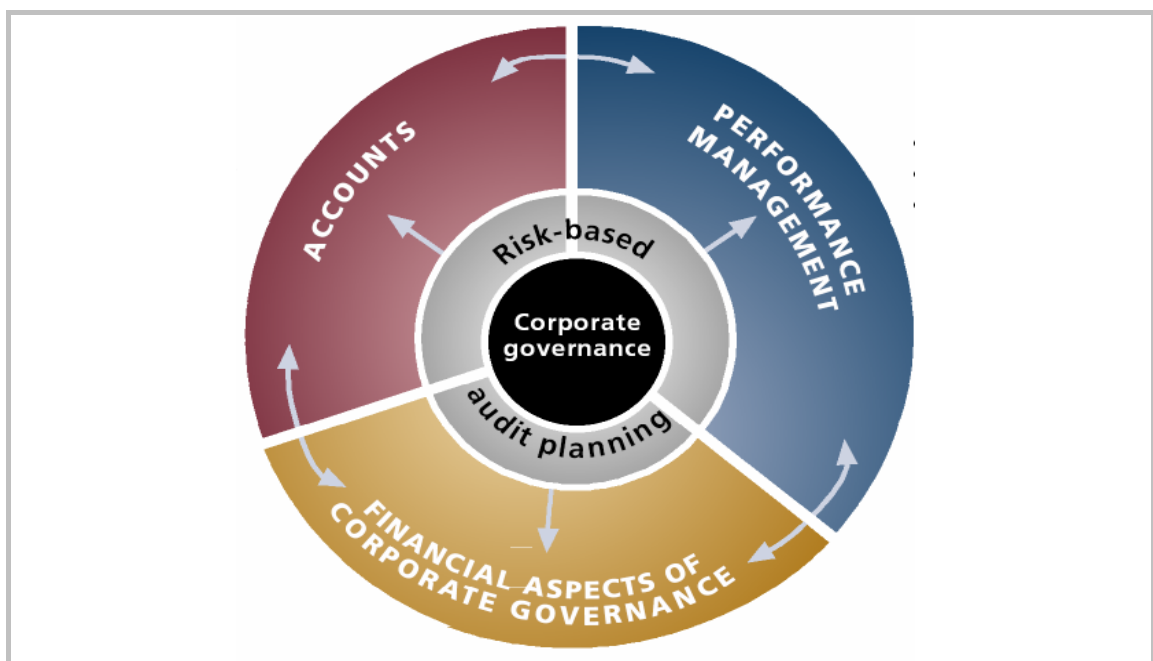 ACCOUNTS
PERFORMANCE
MANAGEMENT
Risk-based
Corporate
governance
audit planning
FINANCIAL ASPECTS OF
CORPORATE GOVERNANCE